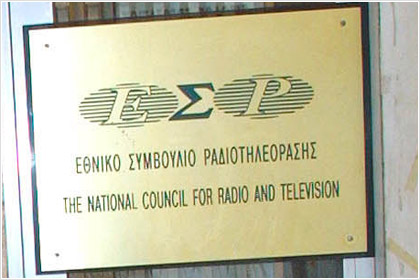 ΕΣΡ
ΕΘΝΙΚΟ ΣΥΜΒΟΥΛΙΟ ΡΑΔΙΟΤΗΛΕΟΡΑΣΗΣ
THE NATIONAL COUNCIL FOR RADIO AND TELEVISION